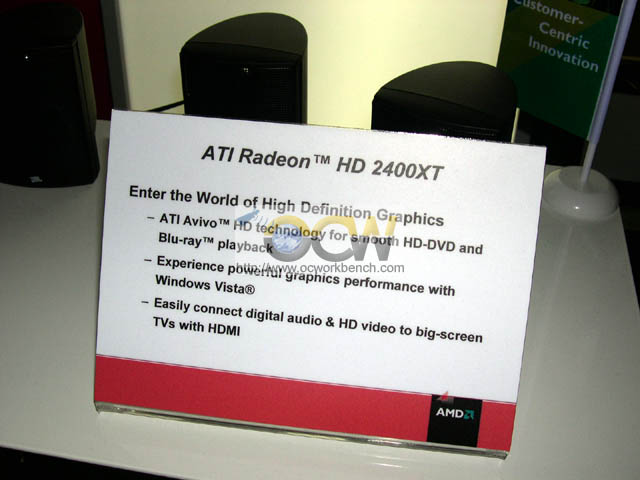 Customer-
Centric
Innovation
ATI Radeon™ HD 2400XT
Enter the World of High Definition Graphics
– ATI Avivo™ HD technology for smooth HD-DVD and
Blu-ray™ playback
– Experience powerful graphics performance with
Windows Vista®
– Easily connect digital audio & HD video to big-screen
TVs with HDMI
OCW
http://www.ocworkbench.com
AMD